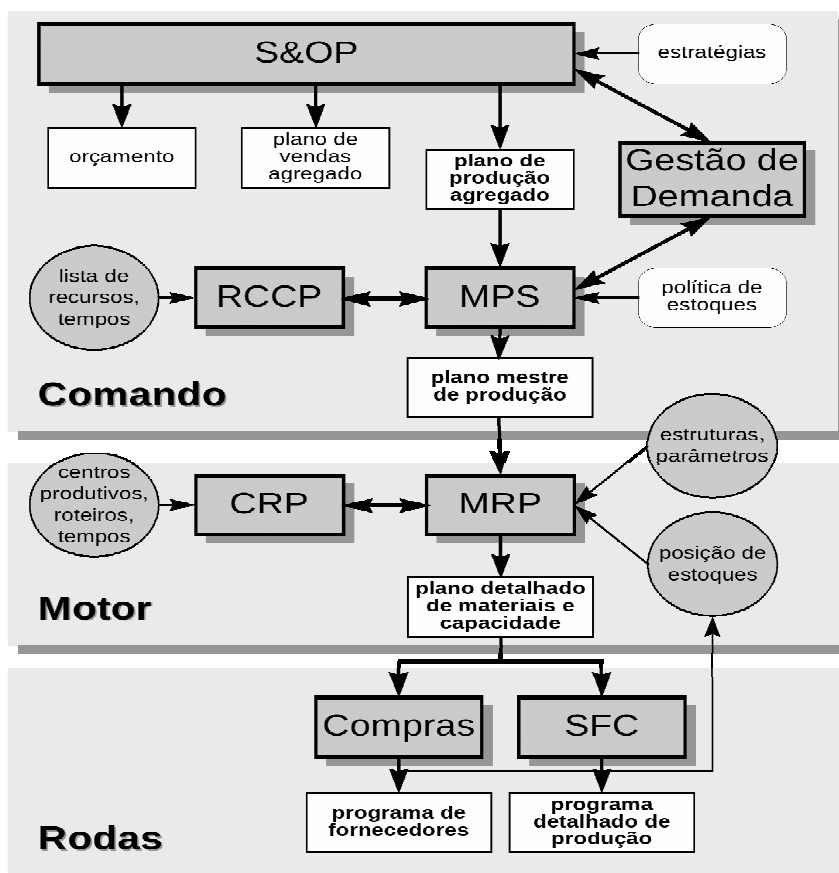 S&OP
estratégias
orçamento
plano de
vendas
agregado
plano de
produção
agregado
Gestão de
Demanda
lista de
recursos,
tempos
RCCP
MPS
política de
estoques
Comando
plano mestre
de produção
estruturas,
parâmetros
centros
produtivos,
roteiros,
tempos
CRP
MRP
posição de
estoques
Motor
plano detalhado
de materiais e
capacidade
Compras
SFC
programa de
fornecedores
programa
detalhado de
produção
Rodas